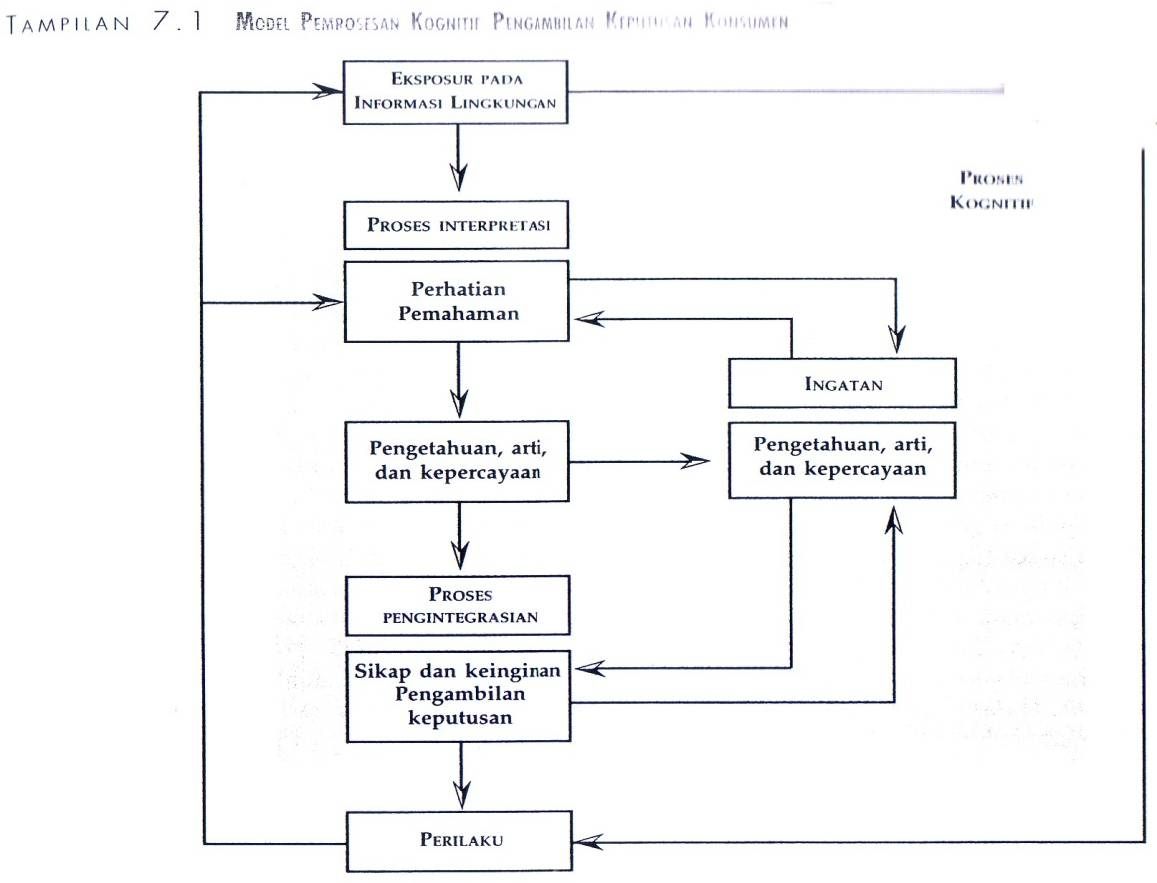 TAMPILAN 7.1 MODEL PEMPOSESAN KOGNITIF PENGAMBILAN KEPUTUSAN KONSUMEN
EKSPOSUR PADA
INFORMASI LINGKUNGAN
PROSES
KOGNITIF
PROSES INTERPRETASI
Perhatian
Pemahaman
INGATAN
Pengetahuan, arti,
dan kepercayaan
Pengetahuan, arti,
dan kepercayaan
PROSES
PENGINTEGRASIAN
Sikap dan keinginan
Pengambilan
keputusan
PERILAKU